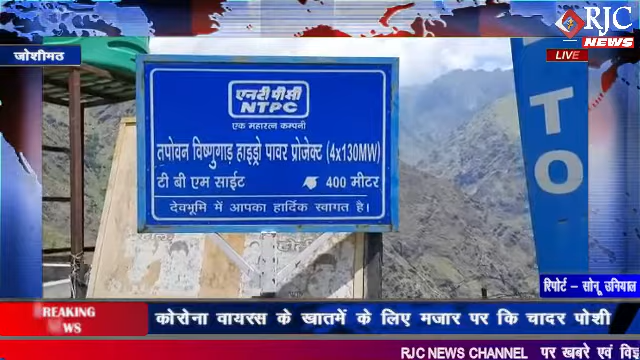 RJC
NEWS
LIVE
जोशीमठ
एनटीपीसी
NTPC
एक महारत्न कम्पनी
तपोवन विष्णुगाड़ हाइड्रो पावर प्रोजेक्ट (4x130MW)
टी बी एम साईट 400 मीटर
देवभूमि में आपका हार्दिक स्वागत है।
TO
रिपोर्ट – सोनू उनियाल
BREAKING
NEWS
कोरोना वायरस के खातमें के लिए मजार पर कि चादर पोशी
RJC NEWS CHANNEL पर खबरे एवं